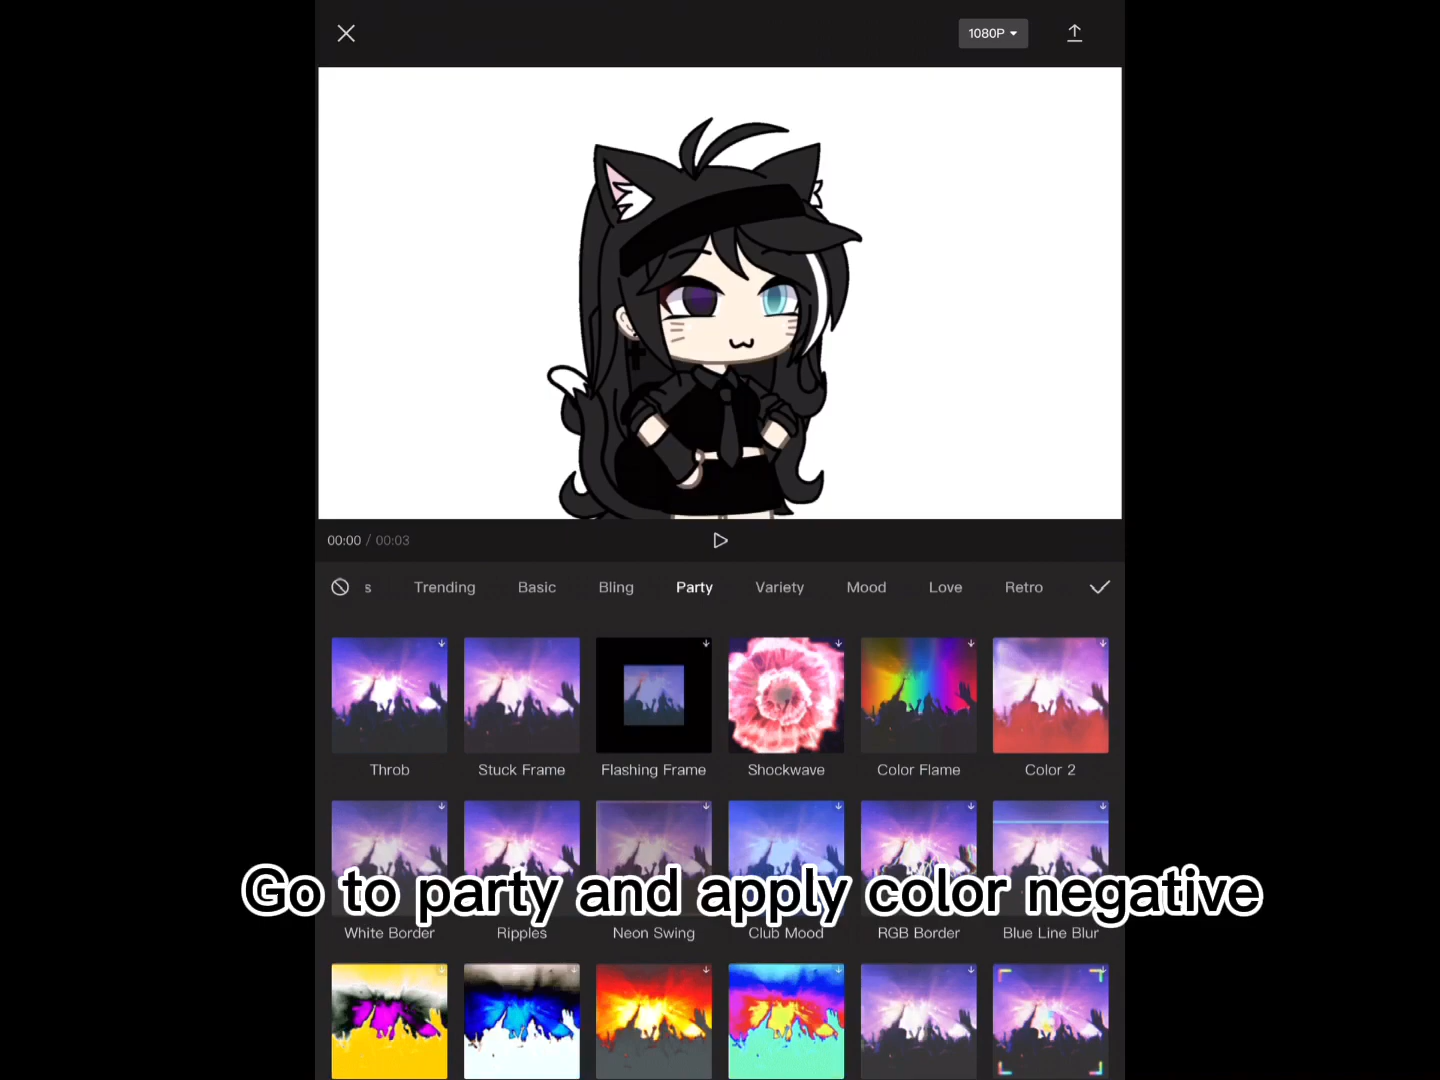 1080P
00:00 / 00:03
s Trending Basic Bling Party Variety Mood Love Retro
Throb Stuck Frame Flashing Frame Shockwave Color Flame Color 2
Go to party and apply color negative
White Border Ripples Neon Swing Club Mood RGB Border Blue Line Blur